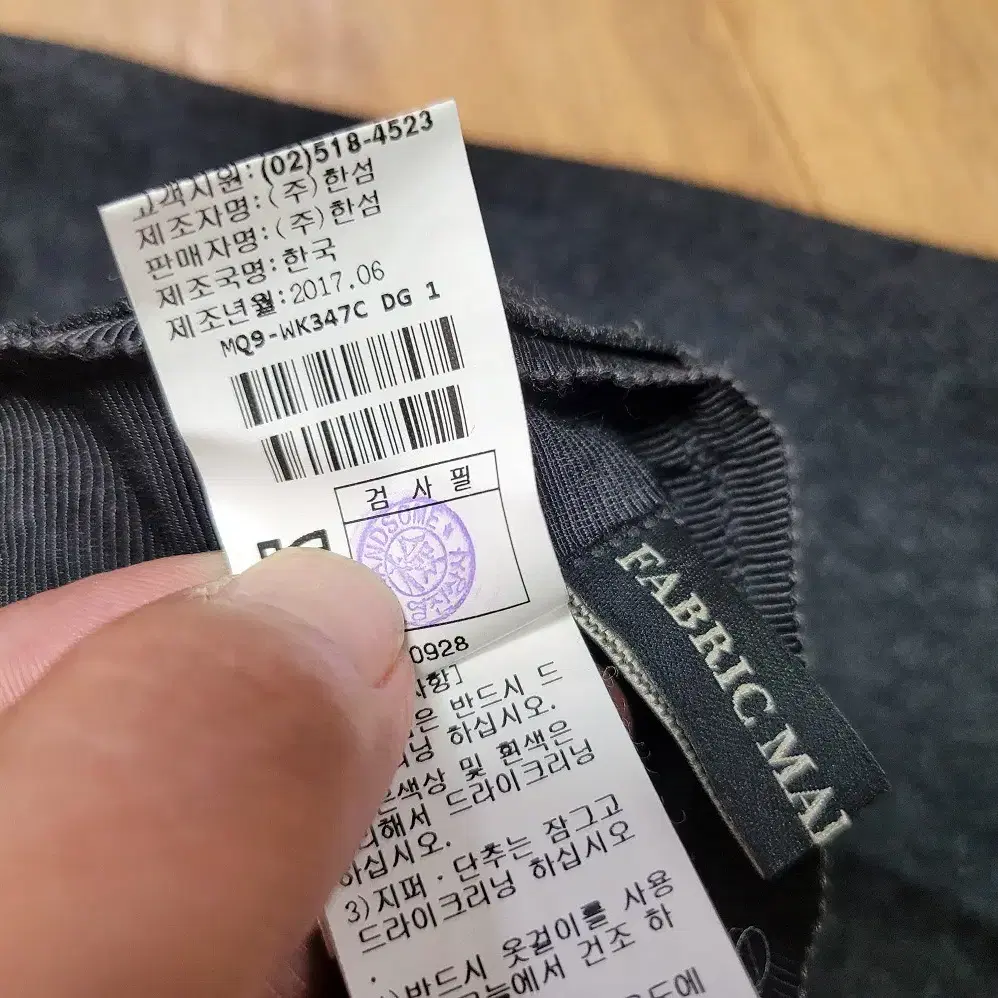 고객지원:(02)518-4523
제조자명:(주)한섬
판매자명:(주)한섬
제조국명:한국
제조년월:2017.06
MQ9-WK347C DG 1
검 사 필
HANDSOME
0928
사항]
은 반드시 드
닝 하십시오.
색상 및 흰색은
해서 드라이크리닝
하십시오.
3)지퍼·단추는 잠그고
드라이크리닝 하십시오
반드시 옷걸이를 사용
늘에서 건조 하
FABRIC MAI